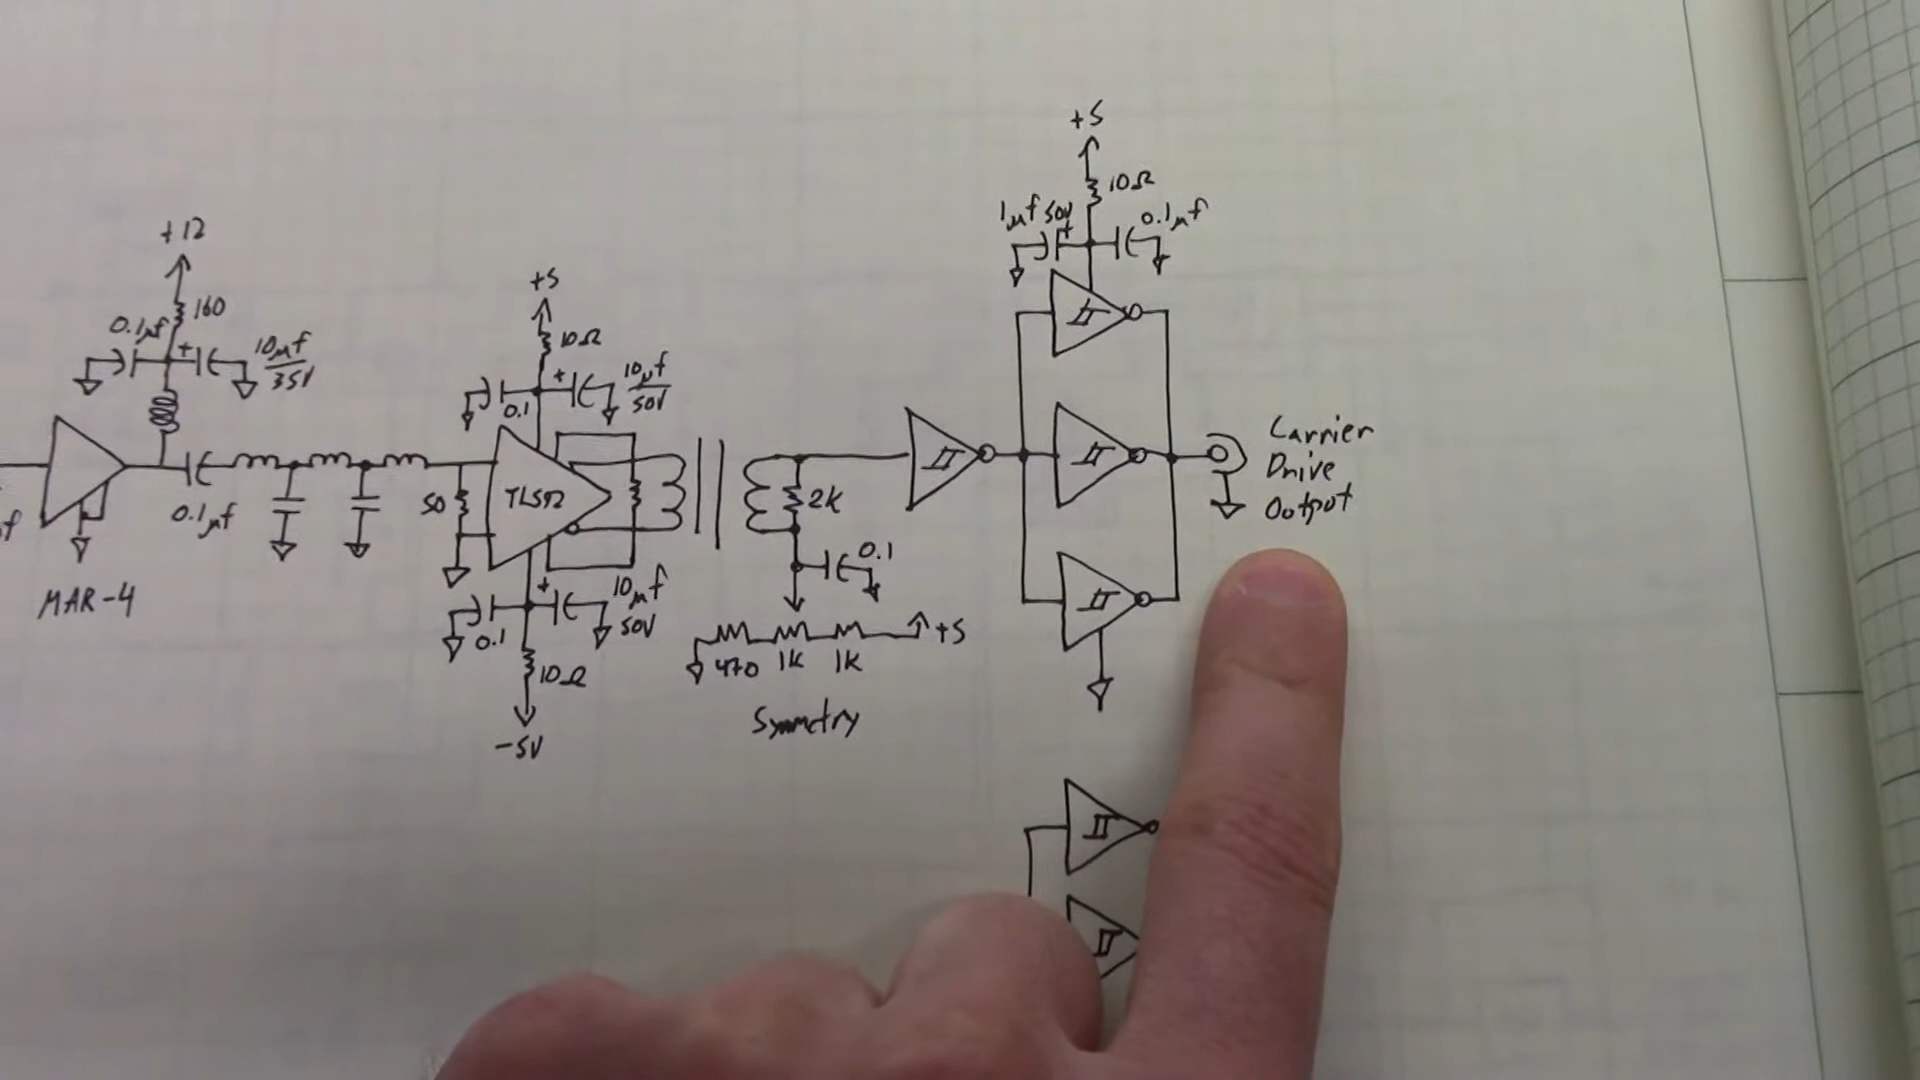 +12
160
0.1µf
+
10µf
35V
0.1µf
MAR-4
+5
10Ω
0.1
+
10µf
50V
50
TL592
0.1
+
10µf
50V
10Ω
-5V
2K
0.1
470
1K
1K
+5
Symmetry
+5
10Ω
1µf 50V
+
0.1µf
Carrier
Drive
Output